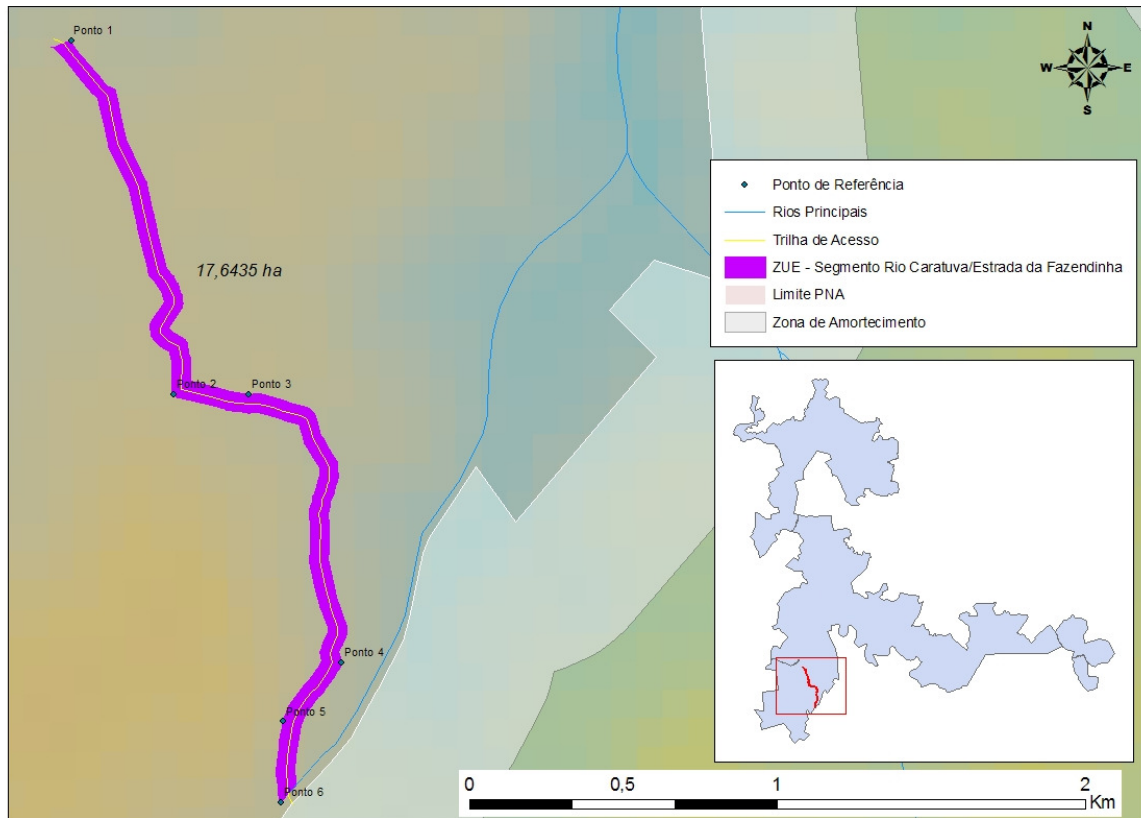 Ponto 1
N
W E
S
Ponto de Referência
Rios Principais
Trilha de Acesso
ZUE - Segmento Rio Caratuva/Estrada da Fazendinha
Limite PNA
Zona de Amortecimento
17,6435 ha
Ponto 2
Ponto 3
Ponto 4
Ponto 5
Ponto 6
0 0,5 1 2
Km